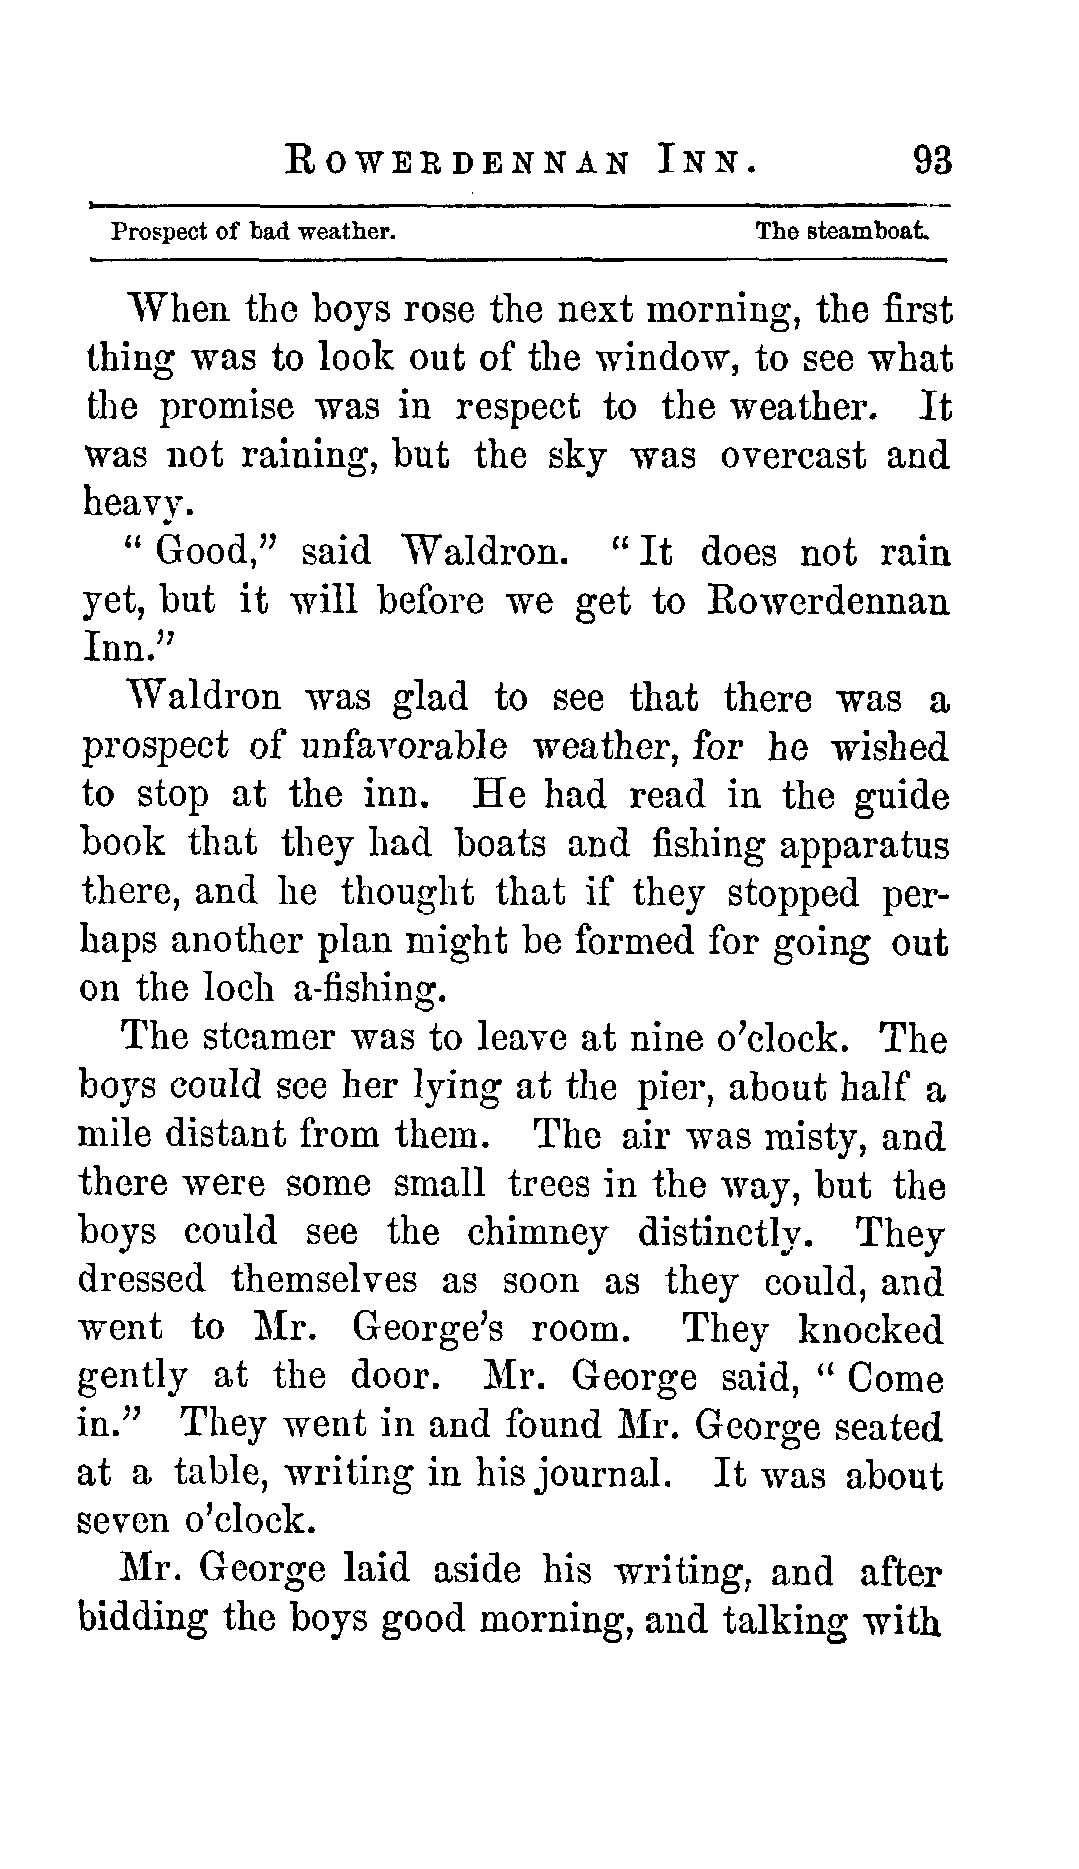 ROWERDENNAN INN. 93
Prospect of bad weather. The steamboat.
When the boys rose the next morning, the first
thing was to look out of the window, to see what
the promise was in respect to the weather. It
was not raining, but the sky was overcast and
heavy.
" Good," said Waldron. " It does not rain
yet, but it will before we get to Rowerdennan
Inn."
Waldron was glad to see that there was a
prospect of unfavorable weather, for he wished
to stop at the inn. He had read in the guide
book that they had boats and fishing apparatus
there, and he thought that if they stopped per-
haps another plan might be formed for going out
on the loch a-fishing.
The steamer was to leave at nine o'clock. The
boys could see her lying at the pier, about half a
mile distant from them. The air was misty, and
there were some small trees in the way, but the
boys could see the chimney distinctly. They
dressed themselves as soon as they could, and
went to Mr. George's room. They knocked
gently at the door. Mr. George said, " Come
in." They went in and found Mr. George seated
at a table, writing in his journal. It was about
seven o'clock.
Mr. George laid aside his writing, and after
bidding the boys good morning, and talking with